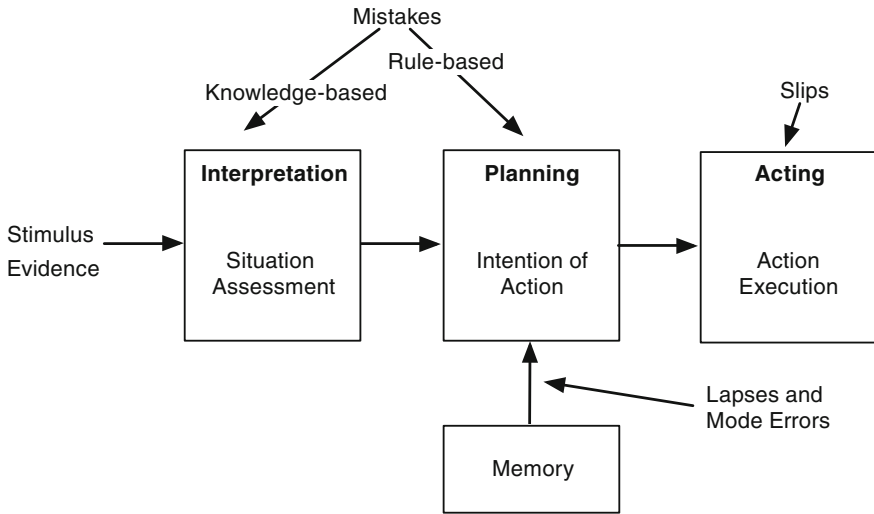 Mistakes
Rule-based
Knowledge-based
Slips
Interpretation
Planning
Acting
Stimulus
Evidence
Situation
Assessment
Intention of
Action
Action
Execution
Lapses and
Mode Errors
Memory